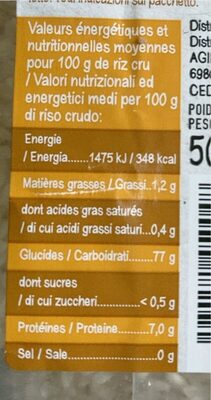 sul pacchetto.
Valeurs énergétiques et
nutritionnelles moyennes
pour 100 g de riz cru
/ Valori nutrizionali ed
energetici medi per 100 g
di riso crudo:
Energie
/ Energia.......1475 kJ / 348 kcal
Matières grasses / Grassi..1,2 g
dont acides gras saturés
/ di cui acidi grassi saturi...0,4 g
Glucides / Carboidrati......77 g
dont sucres
/ di cui zuccheri..........< 0,5 g
Protéines / Proteine.........7,0 g
Sel / Sale.......................0 g